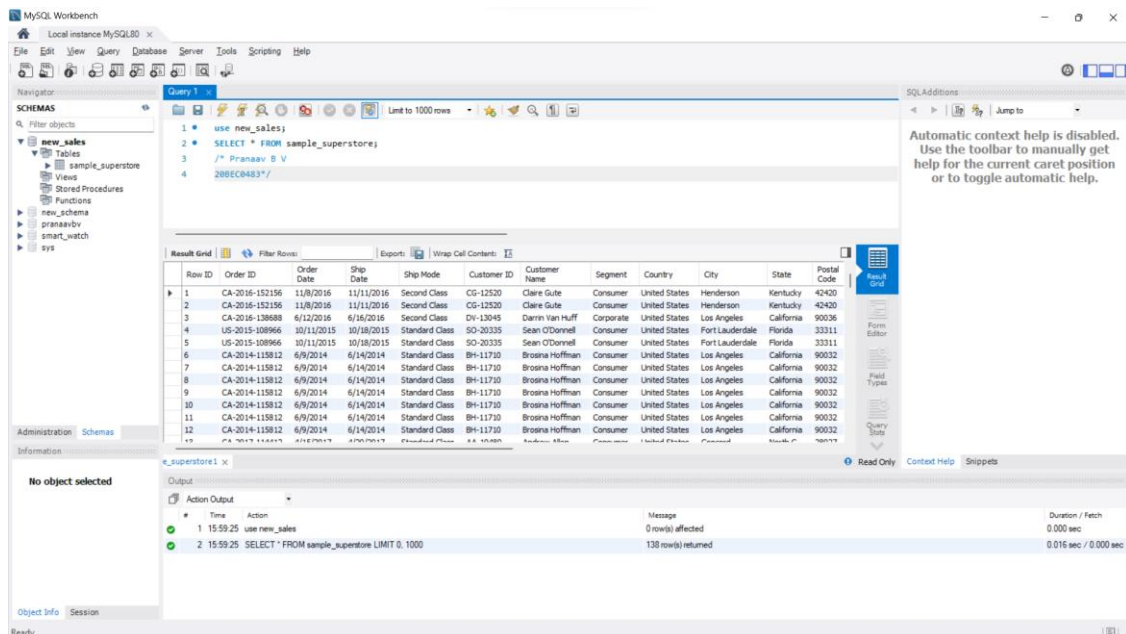 MySQL Workbench
Local instance MySQL80
File Edit View Query Database Server Tools Scripting Help
Navigator
SCHEMAS
Filter objects
new_sales
Tables
sample_superstore
Views
Stored Procedures
Functions
new_schema
pranaavbv
smart_watch
sys
Administration Schemas
Information
No object selected
Object Info Session
Ready
Query 1
Limit to 1000 rows
1 use new_sales;
2 SELECT * FROM sample_superstore;
3 /* Pranaav B V
4 20BEC0483*/
Result Grid Filter Rows: Export: Wrap Cell Content:
Row ID Order ID Order Date Ship Date Ship Mode Customer ID Customer Name Segment Country City State Postal Code
1 CA-2016-152156 11/8/2016 11/11/2016 Second Class CG-12520 Claire Gute Consumer United States Henderson Kentucky 42420
2 CA-2016-152156 11/8/2016 11/11/2016 Second Class CG-12520 Claire Gute Consumer United States Henderson Kentucky 42420
3 CA-2016-138688 6/12/2016 6/16/2016 Second Class DV-13045 Darrin Van Huff Corporate United States Los Angeles California 90036
4 US-2015-108966 10/11/2015 10/18/2015 Standard Class SO-20335 Sean O'Donnell Consumer United States Fort Lauderdale Florida 33311
5 US-2015-108966 10/11/2015 10/18/2015 Standard Class SO-20335 Sean O'Donnell Consumer United States Fort Lauderdale Florida 33311
6 CA-2014-115812 6/9/2014 6/14/2014 Standard Class BH-11710 Brosina Hoffman Consumer United States Los Angeles California 90032
7 CA-2014-115812 6/9/2014 6/14/2014 Standard Class BH-11710 Brosina Hoffman Consumer United States Los Angeles California 90032
8 CA-2014-115812 6/9/2014 6/14/2014 Standard Class BH-11710 Brosina Hoffman Consumer United States Los Angeles California 90032
9 CA-2014-115812 6/9/2014 6/14/2014 Standard Class BH-11710 Brosina Hoffman Consumer United States Los Angeles California 90032
10 CA-2014-115812 6/9/2014 6/14/2014 Standard Class BH-11710 Brosina Hoffman Consumer United States Los Angeles California 90032
11 CA-2014-115812 6/9/2014 6/14/2014 Standard Class BH-11710 Brosina Hoffman Consumer United States Los Angeles California 90032
12 CA-2014-115812 6/9/2014 6/14/2014 Standard Class BH-11710 Brosina Hoffman Consumer United States Los Angeles California 90032
Result Grid
Form Editor
Field Types
Query Stats
e_superstore1
Read Only
Output
Action Output
# Time Action Message Duration / Fetch
1 15:59:25 use new_sales 0 row(s) affected 0.000 sec
2 15:59:25 SELECT * FROM sample_superstore LIMIT 0, 1000 138 row(s) returned 0.016 sec / 0.000 sec
SQLAdditions
Jump to
Automatic context help is disabled.
Use the toolbar to manually get
help for the current caret position
or to toggle automatic help.
Context Help Snippets